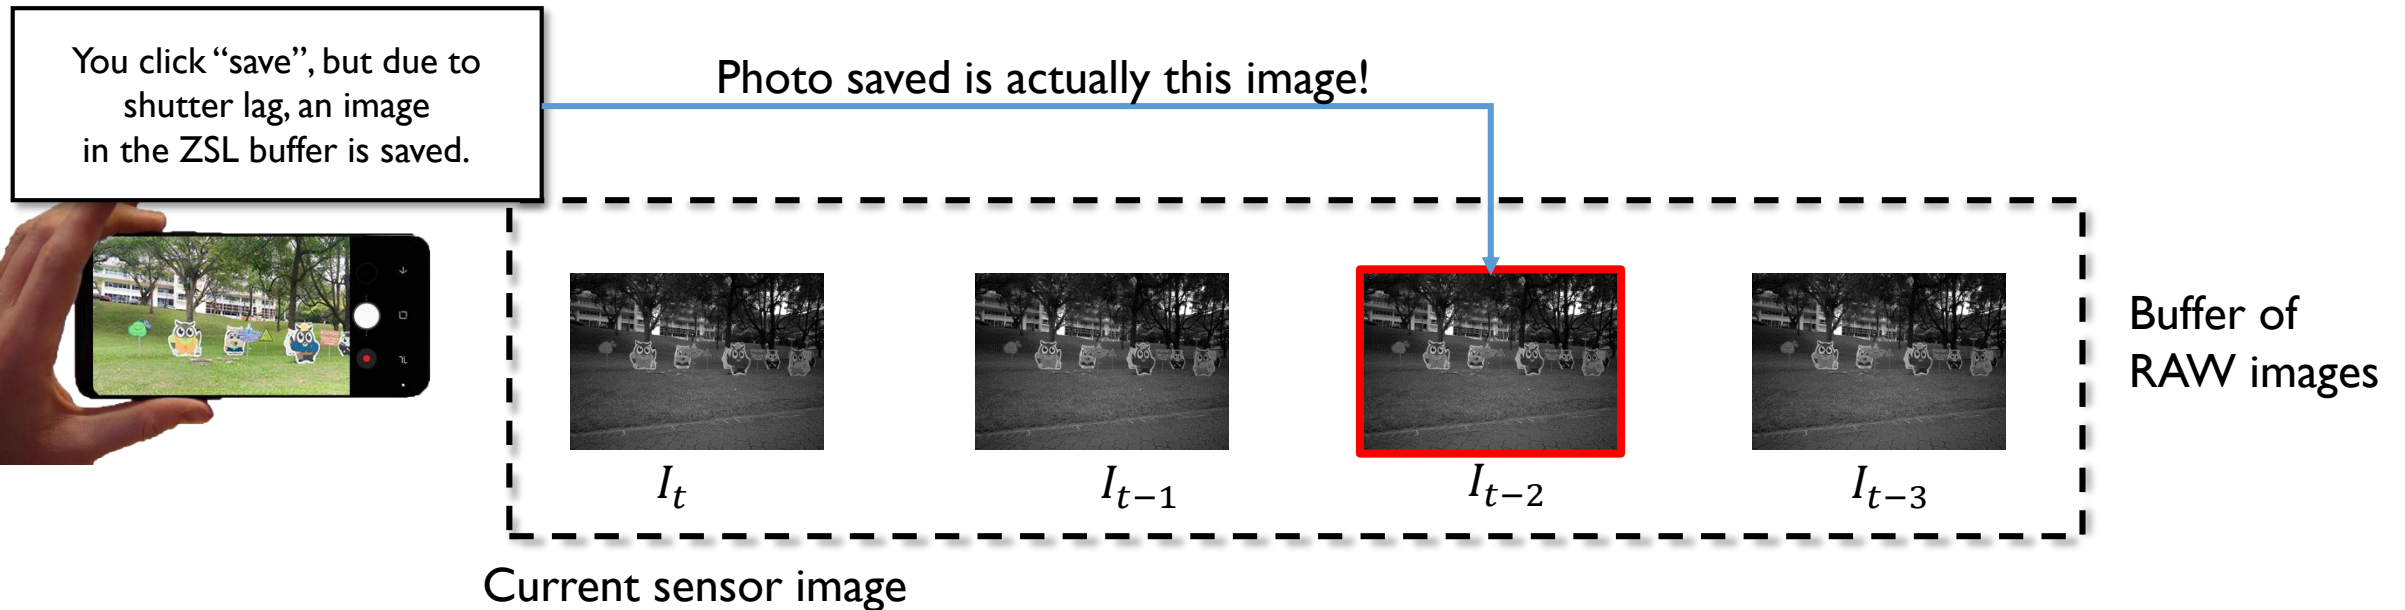 You click “save”, but due to
shutter lag, an image
in the ZSL buffer is saved.
Photo saved is actually this image!
I_t
I_{t-1}
I_{t-2}
I_{t-3}
Buffer of
RAW images
Current sensor image